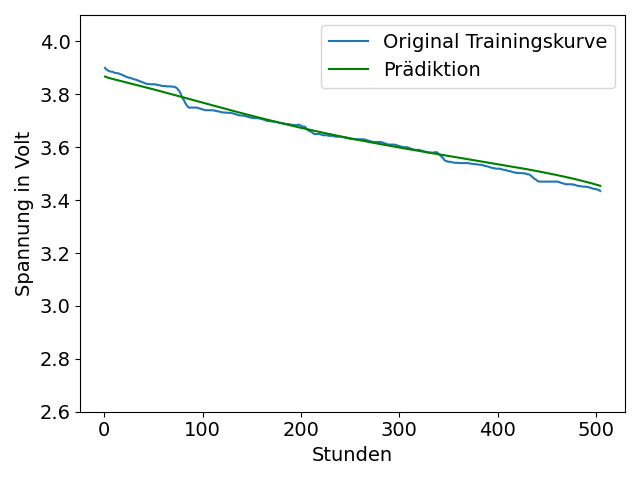 Original Trainingskurve
Prädiktion
Spannung in Volt
4.0
3.8
3.6
3.4
3.2
3.0
2.8
2.6
0 100 200 300 400 500
Stunden